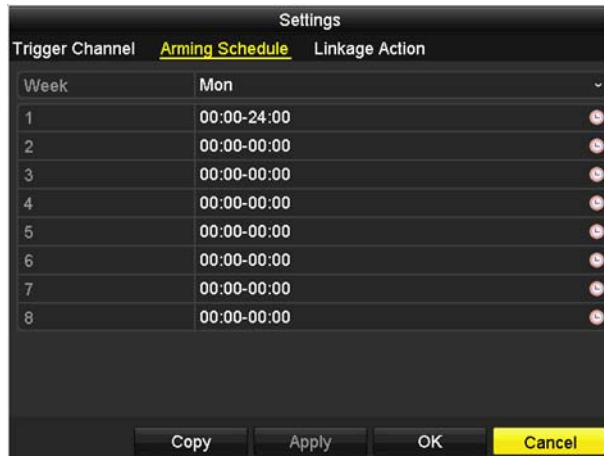 Settings
Trigger Channel Arming Schedule Linkage Action
Week Mon
1 00:00-24:00
2 00:00-00:00
3 00:00-00:00
4 00:00-00:00
5 00:00-00:00
6 00:00-00:00
7 00:00-00:00
8 00:00-00:00
Copy Apply OK Cancel